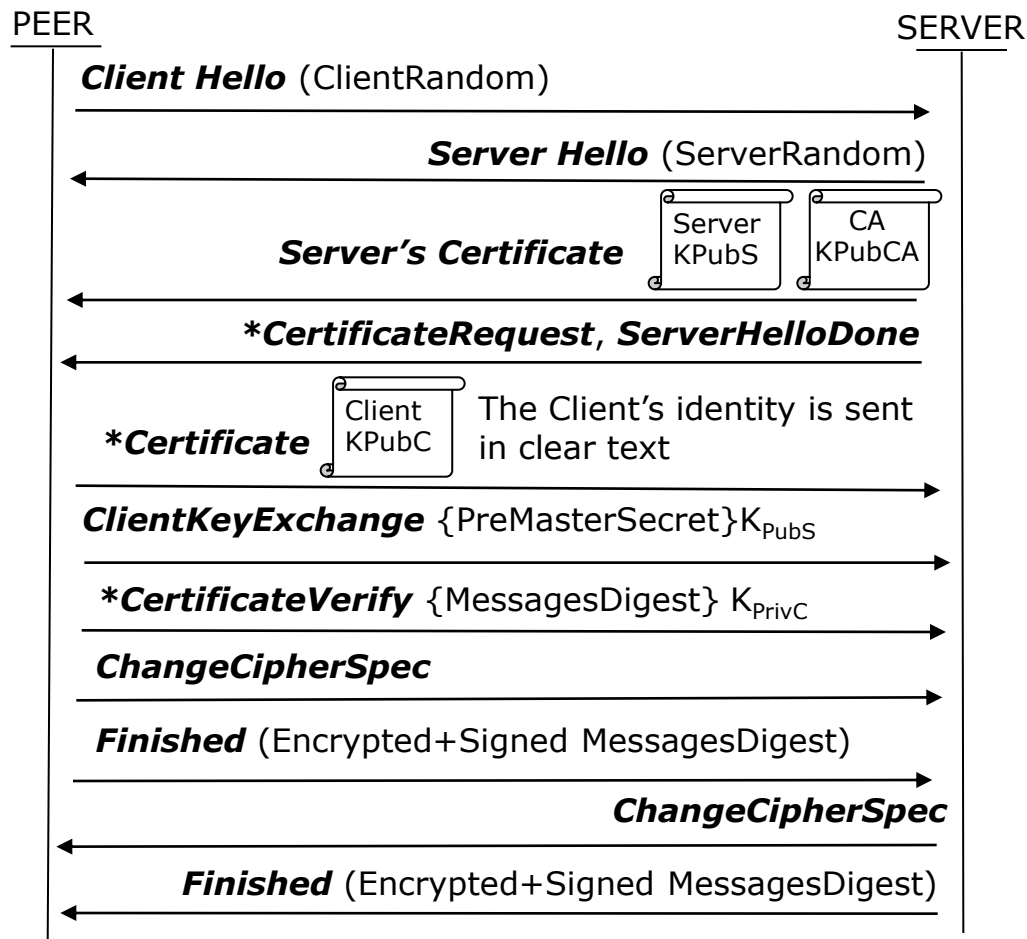 PEER
SERVER
Client Hello (ClientRandom)
Server Hello (ServerRandom)
Server’s Certificate
Server
KPubS
CA
KPubCA
*CertificateRequest, ServerHelloDone
*Certificate
Client
KPubC
The Client’s identity is sent
in clear text
ClientKeyExchange {PreMasterSecret}KPubS
*CertificateVerify {MessagesDigest} KPrivC
ChangeCipherSpec
Finished (Encrypted+Signed MessagesDigest)
ChangeCipherSpec
Finished (Encrypted+Signed MessagesDigest)